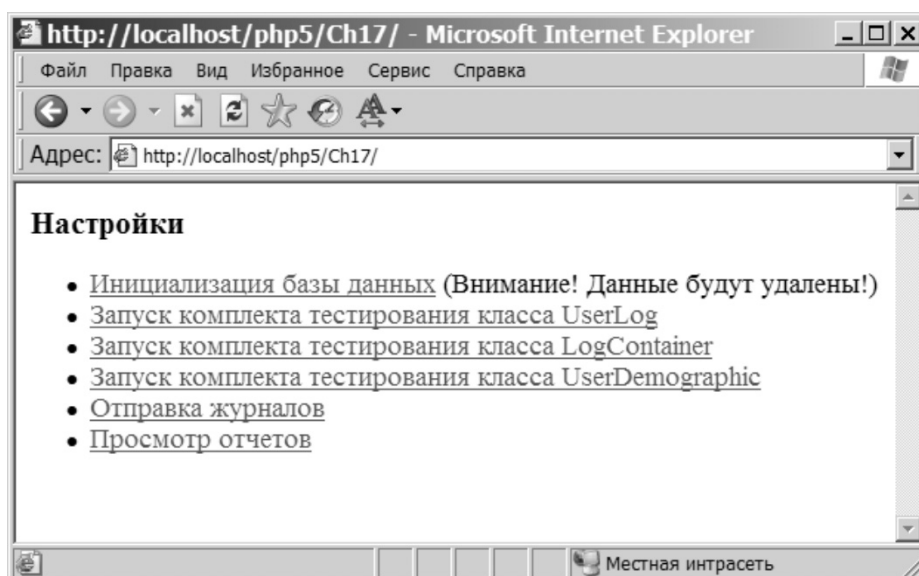 http://localhost/php5/Ch17/ - Microsoft Internet Explorer
Файл Правка Вид Избранное Сервис Справка
Адрес: http://localhost/php5/Ch17/
Настройки
• Инициализация базы данных (Внимание! Данные будут удалены!)
• Запуск комплекта тестирования класса UserLog
• Запуск комплекта тестирования класса LogContainer
• Запуск комплекта тестирования класса UserDemographic
• Отправка журналов
• Просмотр отчетов
Местная интрасеть